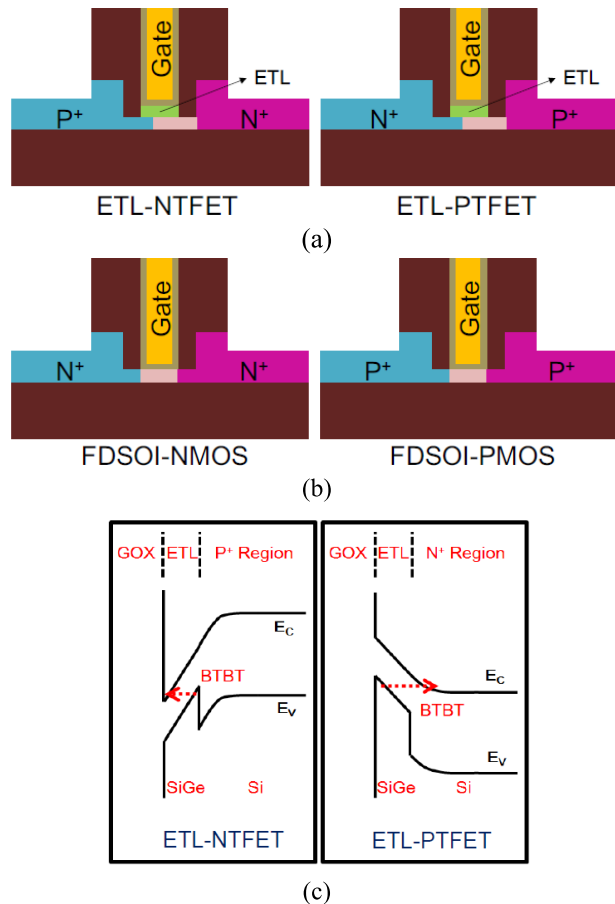 Gate
ETL
P+
N+
ETL-NTFET
Gate
ETL
N+
P+
ETL-PTFET
(a)
Gate
N+
N+
FDSOI-NMOS
Gate
P+
P+
FDSOI-PMOS
(b)
GOX ETL P+ Region
EC
BTBT
EV
SiGe Si
ETL-NTFET
GOX ETL N+ Region
EC
BTBT
EV
SiGe Si
ETL-PTFET
(c)